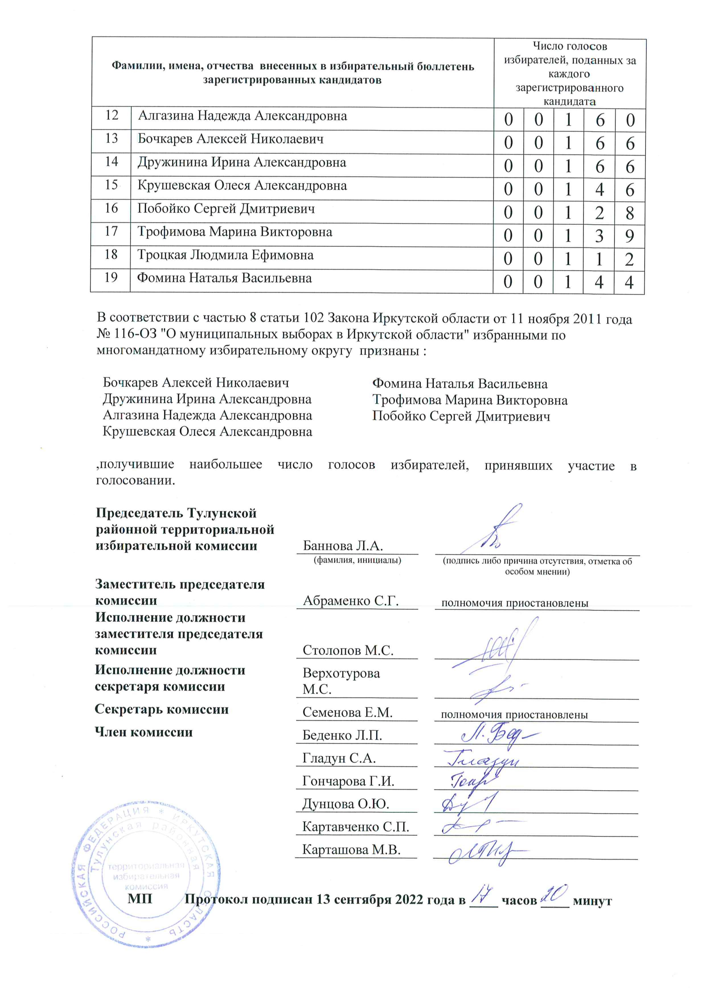 Фамилии, имена, отчества внесенных в избирательный бюллетень
зарегистрированных кандидатов
Число голосов
избирателей, поданных за
каждого
зарегистрированного
кандидата
12 Алгазина Надежда Александровна 0 0 1 6 0
13 Бочкарев Алексей Николаевич 0 0 1 6 6
14 Дружинина Ирина Александровна 0 0 1 6 6
15 Крушевская Олеся Александровна 0 0 1 4 6
16 Побойко Сергей Дмитриевич 0 0 1 2 8
17 Трофимова Марина Викторовна 0 0 1 3 9
18 Троцкая Людмила Ефимовна 0 0 1 1 2
19 Фомина Наталья Васильевна 0 0 1 4 4
В соответствии с частью 8 статьи 102 Закона Иркутской области от 11 ноября 2011 года
№ 116-ОЗ "О муниципальных выборах в Иркутской области" избранными по
многомандатному избирательному округу признаны :
Бочкарев Алексей Николаевич
Дружинина Ирина Александровна
Алгазина Надежда Александровна
Крушевская Олеся Александровна
Фомина Наталья Васильевна
Трофимова Марина Викторовна
Побойко Сергей Дмитриевич
,получившие наибольшее число голосов избирателей, принявших участие в
голосовании.
Председатель Тулунской
районной территориальной
избирательной комиссии Баннова Л.А.
(фамилия, инициалы) (подпись либо причина отсутствия, отметка об
особом мнении)
Заместитель председателя
комиссии Абраменко С.Г. полномочия приостановлены
Исполнение должности
заместителя председателя
комиссии Столопов М.С.
Исполнение должности
секретаря комиссии
Верхотурова
М.С.
Секретарь комиссии Семенова Е.М. полномочия приостановлены
Член комиссии Беденко Л.П. Л. Бед
Гладун С.А. Гладун
Гончарова Г.И.
Дунцова О.Ю.
Картавченко С.П.
Карташова М.В.
РОССИЙСКАЯ ФЕДЕРАЦИЯ * ИРКУТСКАЯ ОБЛАСТЬ *
Тулунская районная
территориальная
избирательная
комиссия
МП Протокол подписан 13 сентября 2022 года в 17 часов 20 минут